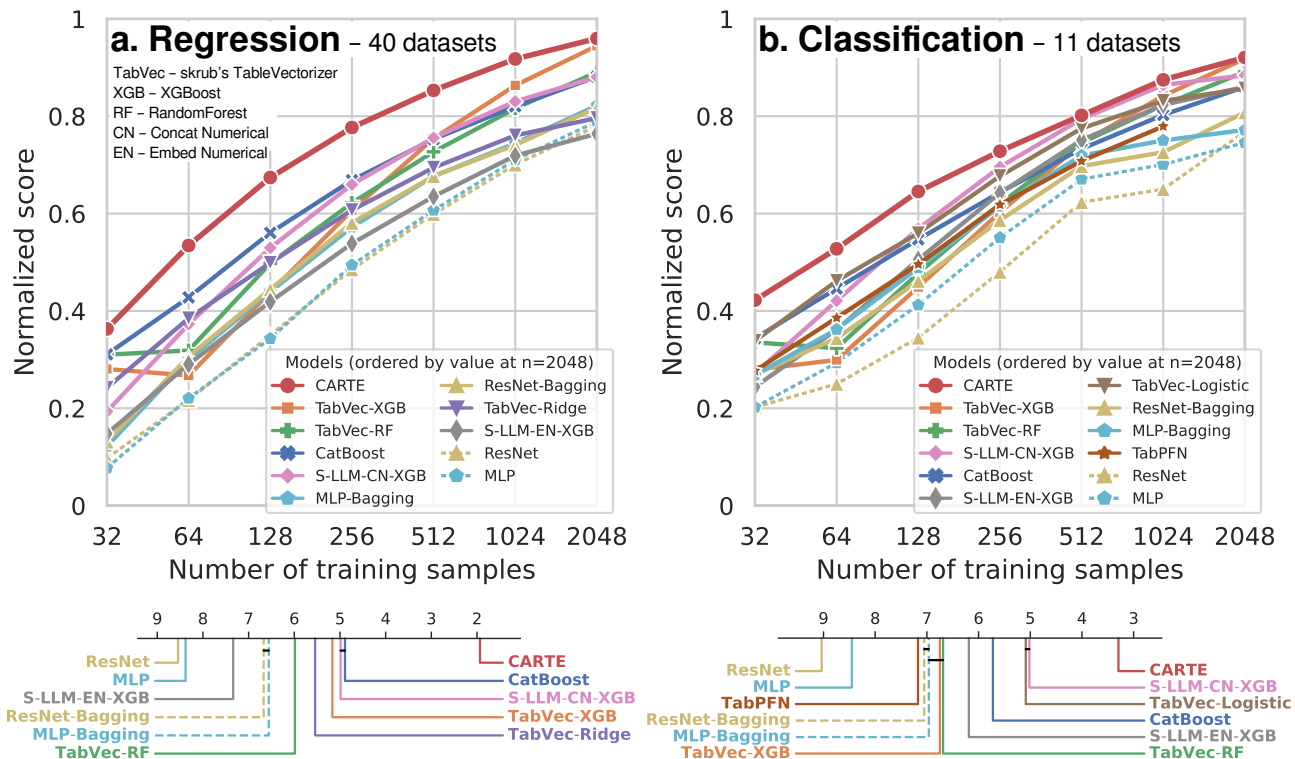 a. Regression – 40 datasets
TabVec – skrub's TableVectorizer
XGB – XGBoost
RF – RandomForest
CN – Concat Numerical
EN – Embed Numerical
Normalized score
1
0.8
0.6
0.4
0.2
0
Models (ordered by value at n=2048)
CARTE
TabVec-XGB
TabVec-RF
CatBoost
S-LLM-CN-XGB
MLP-Bagging
ResNet-Bagging
TabVec-Ridge
S-LLM-EN-XGB
ResNet
MLP
32 64 128 256 512 1024 2048
Number of training samples
b. Classification – 11 datasets
Normalized score
1
0.8
0.6
0.4
0.2
0
Models (ordered by value at n=2048)
CARTE
TabVec-XGB
TabVec-RF
S-LLM-CN-XGB
CatBoost
S-LLM-EN-XGB
TabVec-Logistic
ResNet-Bagging
MLP-Bagging
TabPFN
ResNet
MLP
32 64 128 256 512 1024 2048
Number of training samples
9 8 7 6 5 4 3 2
ResNet
MLP
S-LLM-EN-XGB
ResNet-Bagging
MLP-Bagging
TabVec-RF
CARTE
CatBoost
S-LLM-CN-XGB
TabVec-XGB
TabVec-Ridge
9 8 7 6 5 4 3
ResNet
MLP
TabPFN
ResNet-Bagging
MLP-Bagging
TabVec-XGB
CARTE
S-LLM-CN-XGB
TabVec-Logistic
CatBoost
S-LLM-EN-XGB
TabVec-RF